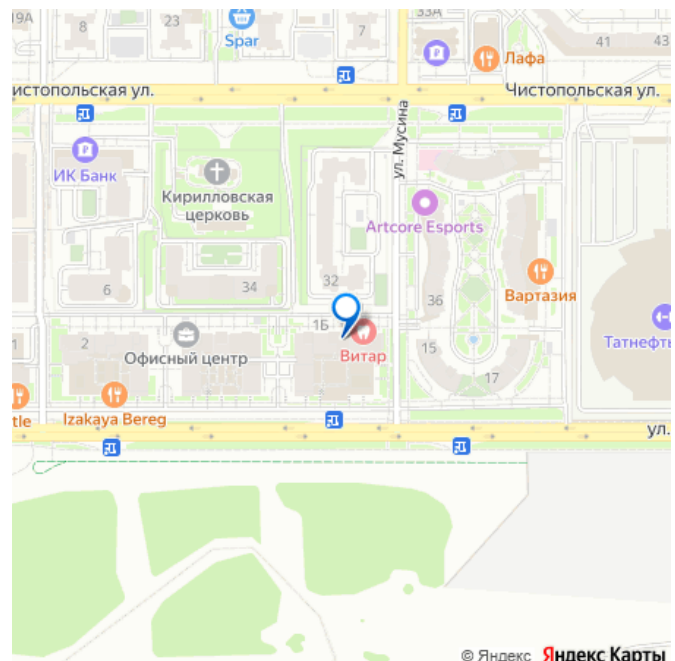 19А
8
23
Spar
7
33А
Лафа
41
43
истопольская ул.
Чистопольская ул.
ул. Мусина
ИК Банк
Кирилловская
церковь
Artcore Esports
6
34
32
36
Вартазия
1Б
Витар
Татнефть
1
2
Офисный центр
15
17
tle
Izakaya Bereg
ул.
© Яндекс Яндекс Карты